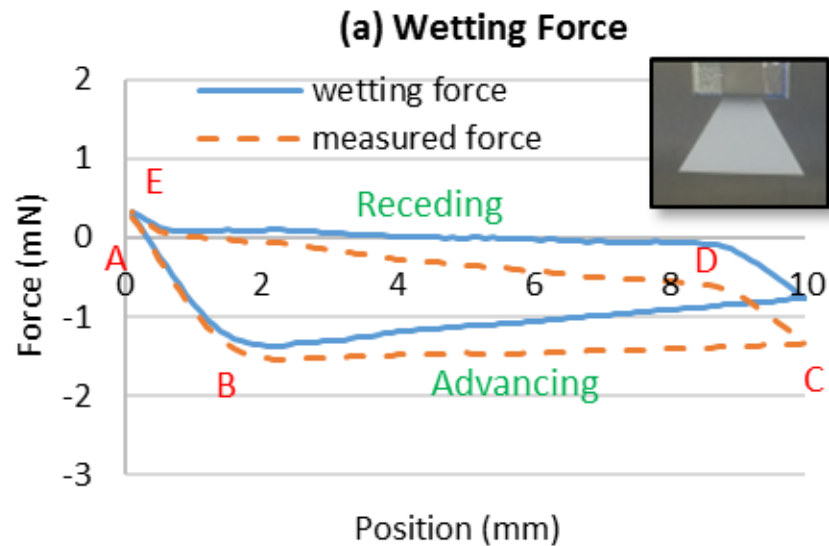 (a) Wetting Force
2
wetting force
measured force
1
E
Receding
0
A
D
0 2 4 6 8 10
-1
B
Advancing
C
-2
-3
Force (mN)
Position (mm)